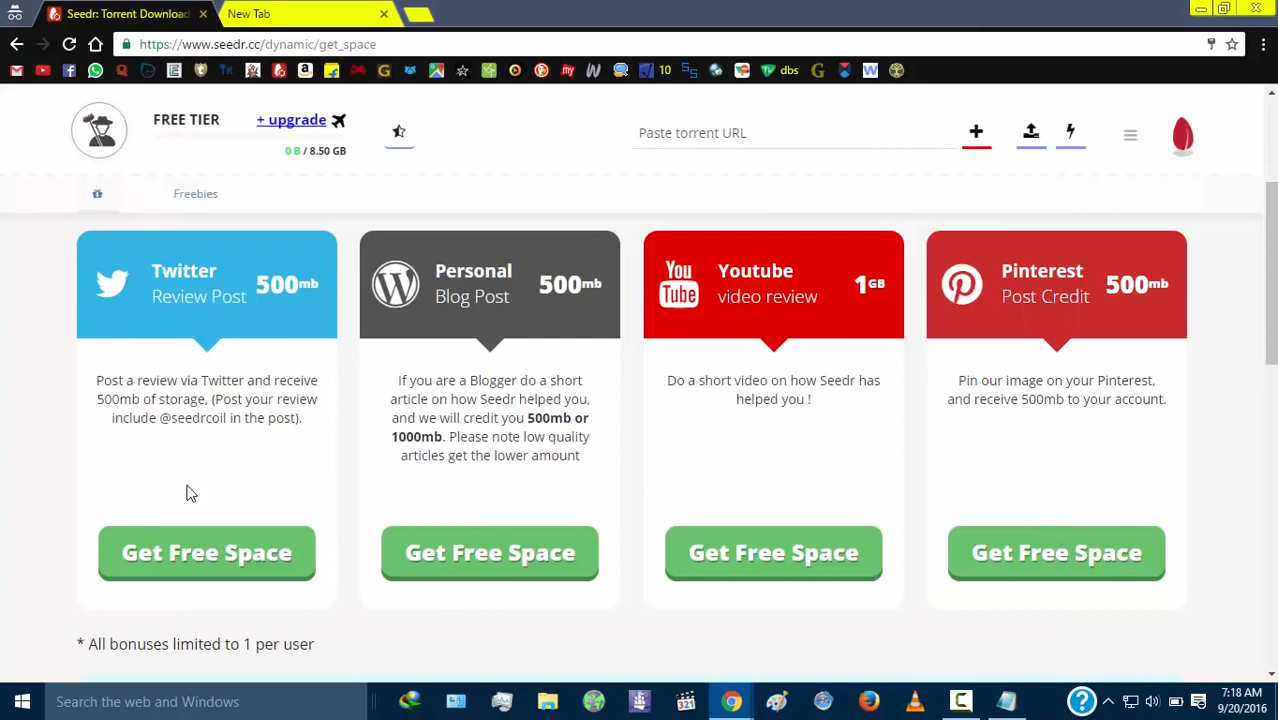 Seedr: Torrent Download
New Tab
https://www.seedr.cc/dynamic/get_space
10
dbs
FREE TIER
+ upgrade
0 B / 8.50 GB
Paste torrent URL
Freebies
Twitter
Review Post
500mb
Personal
Blog Post
500mb
You
Tube
Youtube
video review
1GB
Pinterest
Post Credit
500mb
Post a review via Twitter and receive
500mb of storage, (Post your review
include @seedrcoil in the post).
If you are a Blogger do a short
article on how Seedr helped you,
and we will credit you 500mb or
1000mb. Please note low quality
articles get the lower amount
Do a short video on how Seedr has
helped you !
Pin our image on your Pinterest,
and receive 500mb to your account.
Get Free Space
Get Free Space
Get Free Space
Get Free Space
* All bonuses limited to 1 per user
Search the web and Windows
321
7:18 AM
9/20/2016